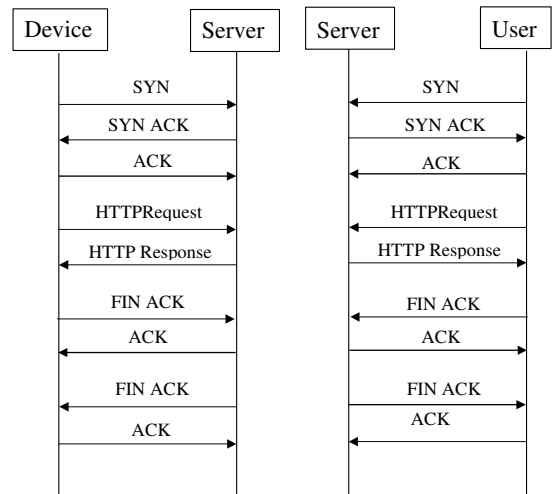 Device
Server
SYN
SYN ACK
ACK
HTTPRequest
HTTP Response
FIN ACK
ACK
FIN ACK
ACK
Server
User
SYN
SYN ACK
ACK
HTTPRequest
HTTP Response
FIN ACK
ACK
FIN ACK
ACK